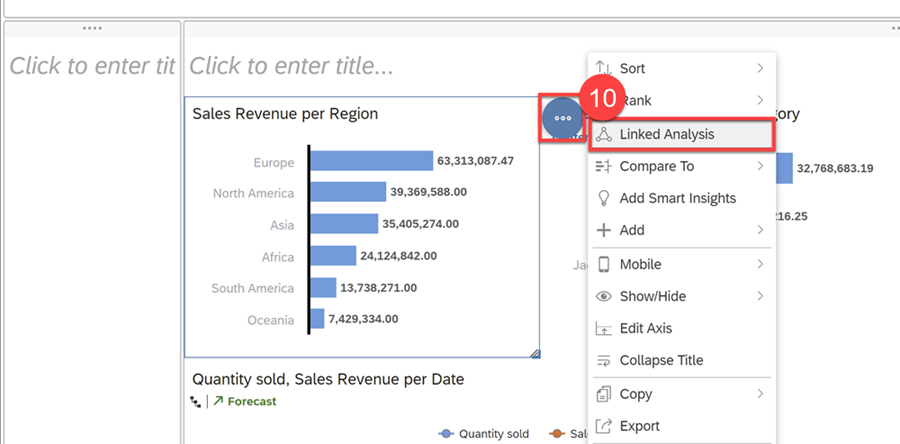 Click to enter tit
Click to enter title...
Sales Revenue per Region
Europe 63,313,087.47
North America 39,369,588.00
Asia 35,405,274.00
Africa 24,124,842.00
South America 13,738,271.00
Oceania 7,429,334.00
Quantity sold, Sales Revenue per Date
Forecast
Quantity sold
Sal
10
Sort
Rank
Linked Analysis
Compare To
Add Smart Insights
Add
Mobile
Show/Hide
Edit Axis
Collapse Title
Copy
Export
ory
32,768,683.19
16.25
Ja